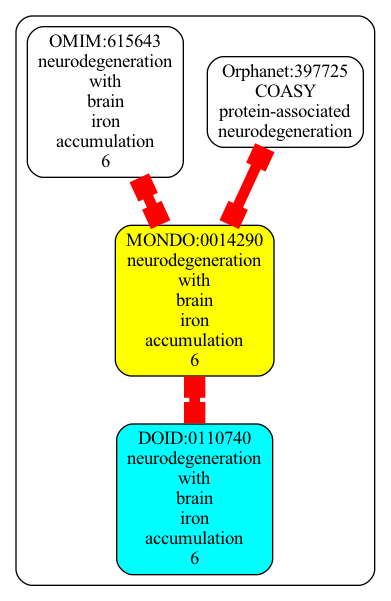 OMIM:615643
neurodegeneration
with
brain
iron
accumulation
6
Orphanet:397725
COASY
protein-associated
neurodegeneration
MONDO:0014290
neurodegeneration
with
brain
iron
accumulation
6
DOID:0110740
neurodegeneration
with
brain
iron
accumulation
6